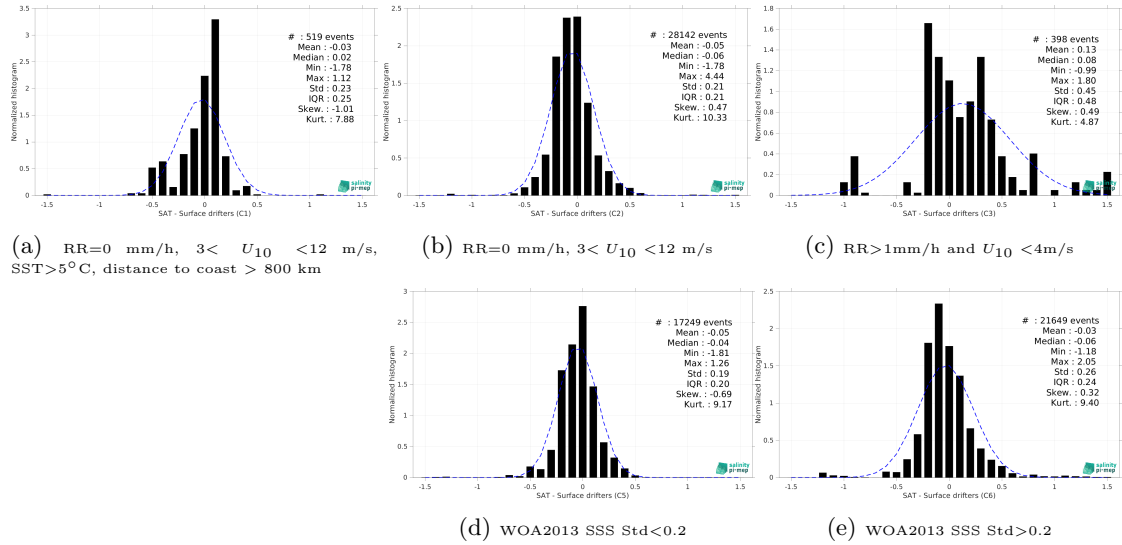 3.5
3
2.5
2
1.5
1
0.5
0
Normalized histogram
# : 519 events
Mean : -0.03
Median : 0.02
Min : -1.78
Max : 1.12
Std : 0.23
IQR : 0.25
Skew. : -1.01
Kurt. : 7.88
salinity
pi-mep
-1.5 -1 -0.5 0 0.5 1 1.5
SAT - Surface drifters (C1)
(a) RR=0 mm/h, 3< U10 <12 m/s,
SST>5°C, distance to coast > 800 km
2.5
2
1.5
1
0.5
0
Normalized histogram
# : 28142 events
Mean : -0.05
Median : -0.06
Min : -1.78
Max : 4.44
Std : 0.21
IQR : 0.21
Skew. : 0.47
Kurt. : 10.33
salinity
pi-mep
-1.5 -1 -0.5 0 0.5 1 1.5
SAT - Surface drifters (C2)
(b) RR=0 mm/h, 3< U10 <12 m/s
1.8
1.6
1.4
1.2
1
0.8
0.6
0.4
0.2
0
Normalized histogram
# : 398 events
Mean : 0.13
Median : 0.08
Min : -0.99
Max : 1.80
Std : 0.45
IQR : 0.48
Skew. : 0.49
Kurt. : 4.87
salinity
pi-mep
-1.5 -1 -0.5 0 0.5 1 1.5
SAT - Surface drifters (C3)
(c) RR>1mm/h and U10 <4m/s
3
2.5
2
1.5
1
0.5
0
Normalized histogram
# : 17249 events
Mean : -0.05
Median : -0.04
Min : -1.81
Max : 1.26
Std : 0.19
IQR : 0.20
Skew. : -0.69
Kurt. : 9.17
salinity
pi-mep
-1.5 -1 -0.5 0 0.5 1 1.5
SAT - Surface drifters (C5)
(d) WOA2013 SSS Std<0.2
2.5
2
1.5
1
0.5
0
Normalized histogram
# : 21649 events
Mean : -0.03
Median : -0.06
Min : -1.18
Max : 2.05
Std : 0.26
IQR : 0.24
Skew. : 0.32
Kurt. : 9.40
salinity
pi-mep
-1.5 -1 -0.5 0 0.5 1 1.5
SAT - Surface drifters (C6)
(e) WOA2013 SSS Std>0.2